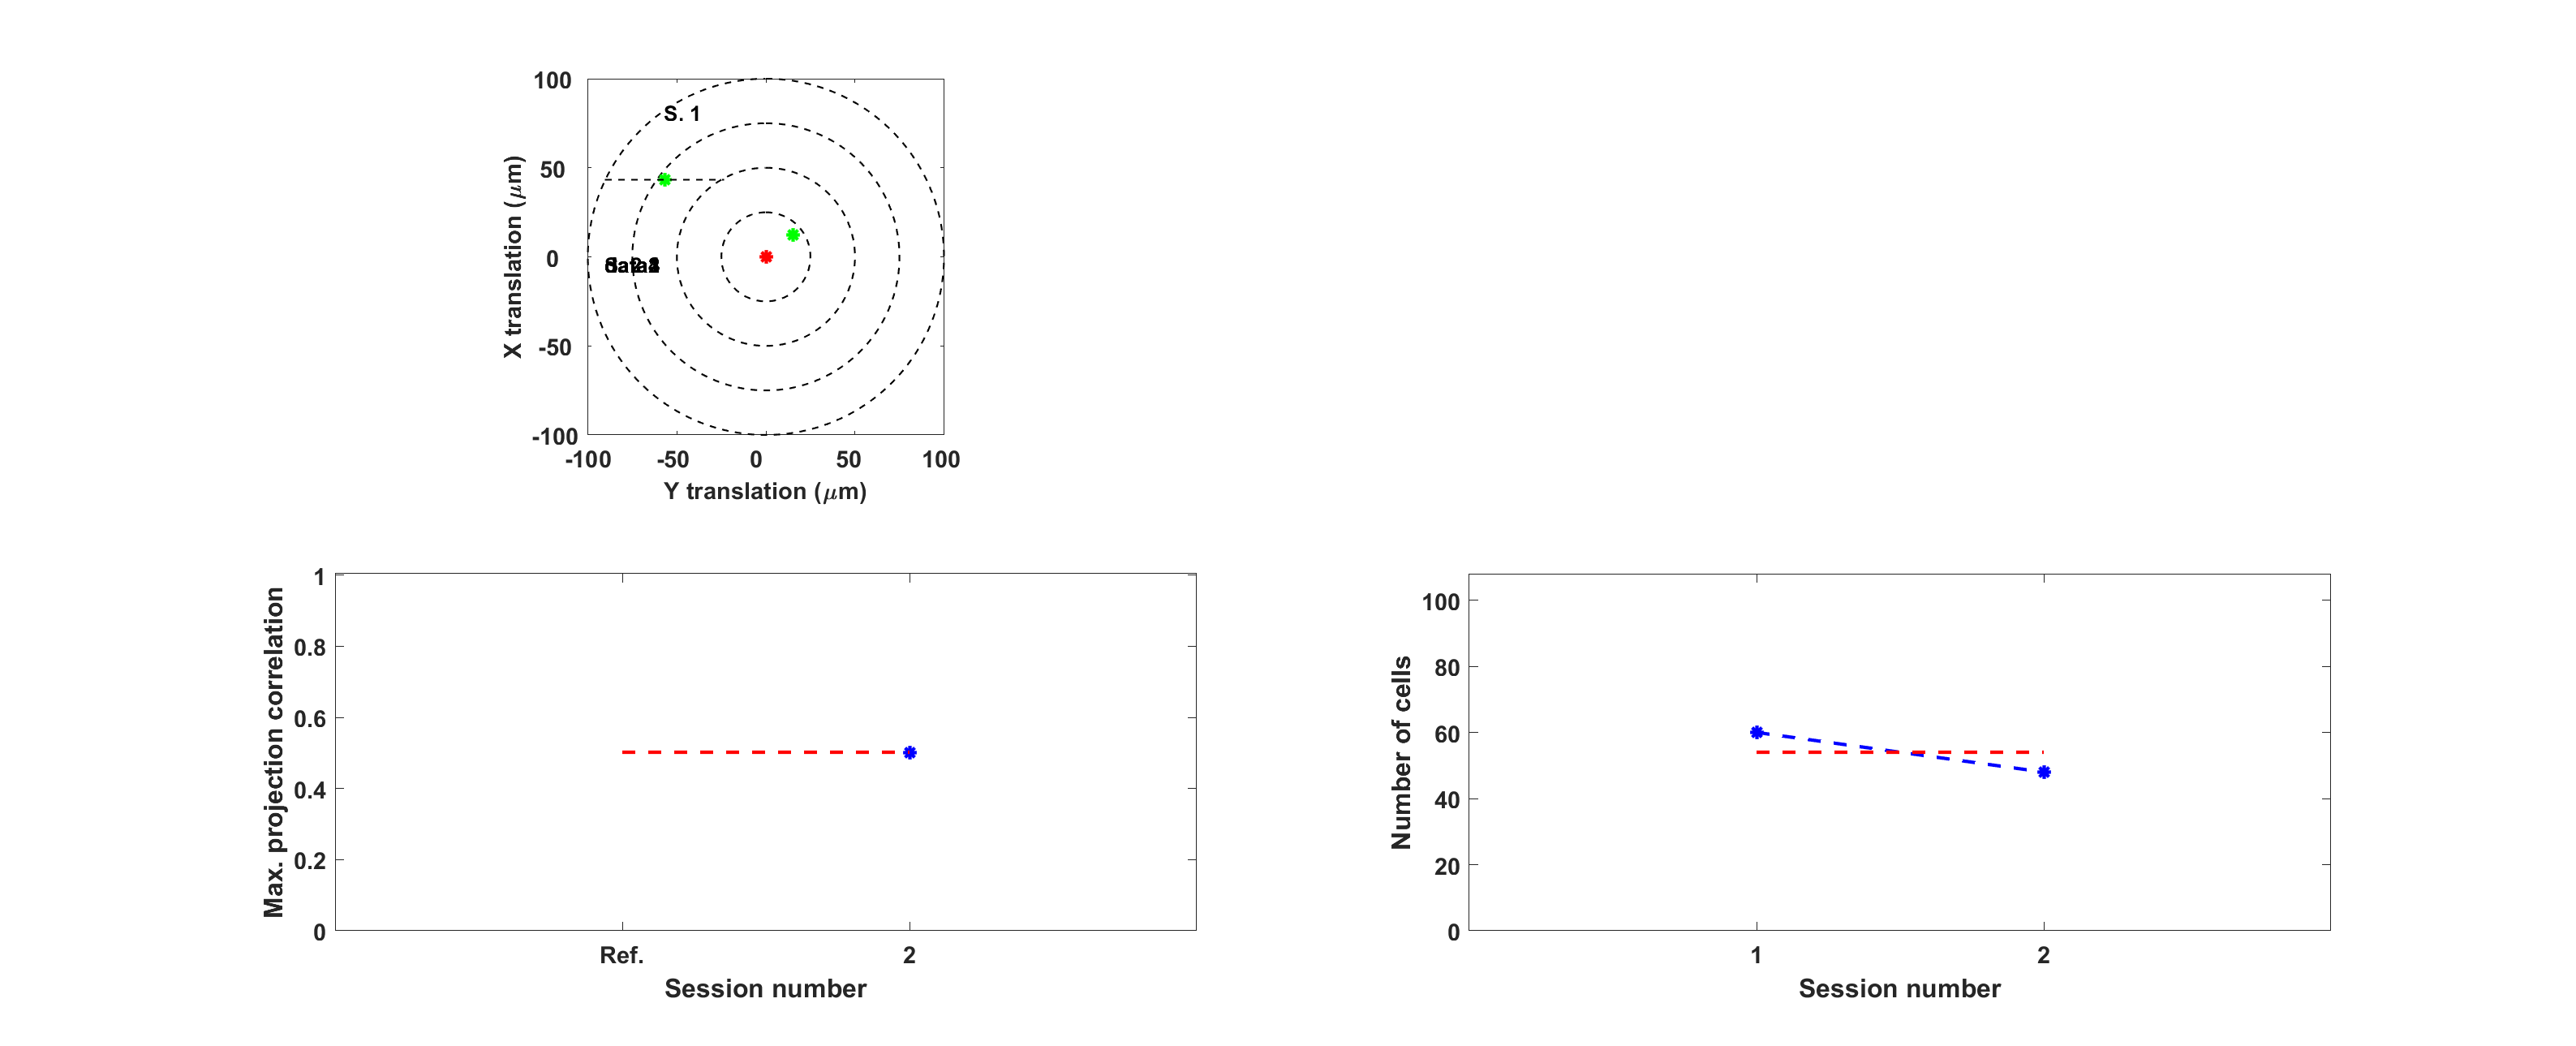 100
S. 1
50
0
-50
-100
X translation (μm)
-100 -50 0 50 100
Y translation (μm)
1
0.8
0.6
0.4
0.2
0
Max. projection correlation
Ref. 2
Session number
100
80
60
40
20
0
Number of cells
1 2
Session number